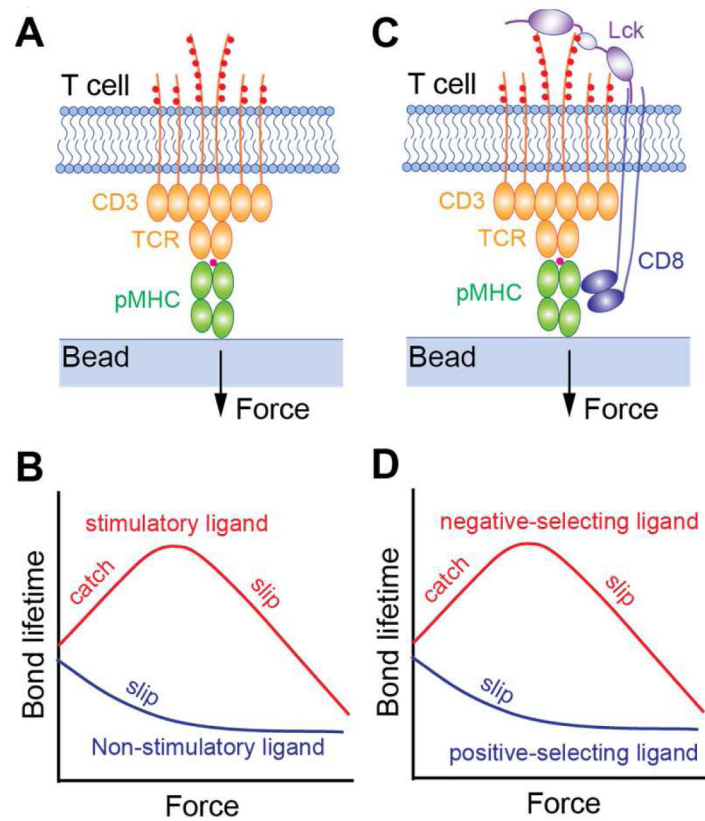 A
T cell
CD3
TCR
pMHC
Bead
Force
C
Lck
T cell
CD3
TCR
CD8
pMHC
Bead
Force
B
stimulatory ligand
catch
slip
slip
Non-stimulatory ligand
Bond lifetime
Force
D
negative-selecting ligand
catch
slip
slip
positive-selecting ligand
Bond lifetime
Force